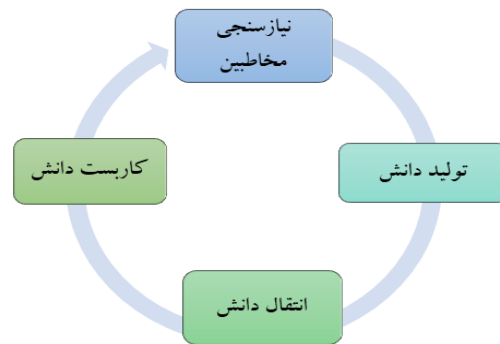 نیازسنجی
مخاطبین
تولید دانش
انتقال دانش
کاربست دانش